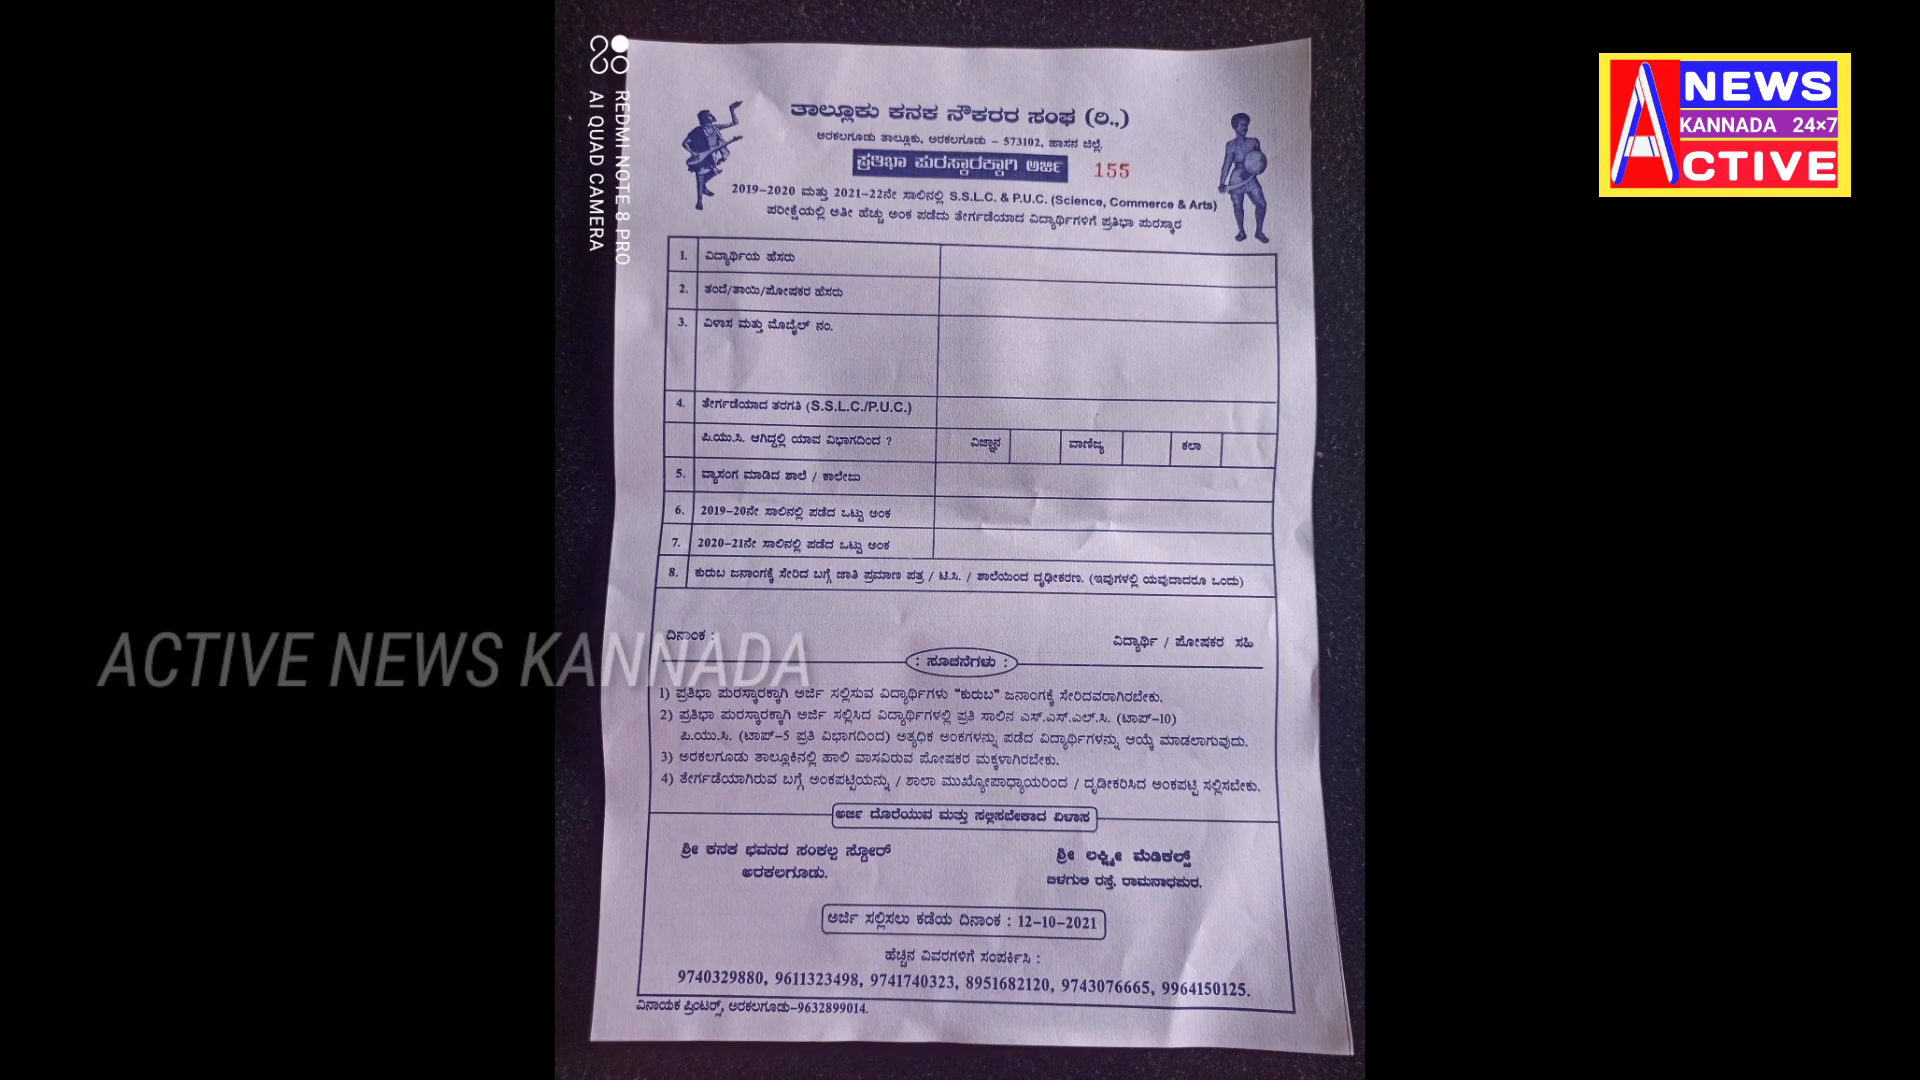 ತಾಲ್ಲೂಕು ಕನಕ ನೌಕರರ ಸಂಘ (ರಿ.,)
ಅರಕಲಗೂಡು ತಾಲ್ಲೂಕು, ಅರಕಲಗೂಡು – 573102, ಹಾಸನ ಜಿಲ್ಲೆ.
ಪ್ರತಿಭಾ ಪುರಸ್ಕಾರಕ್ಕಾಗಿ ಅರ್ಜಿ 155
2019–2020 ಮತ್ತು 2021–22ನೇ ಸಾಲಿನಲ್ಲಿ S.S.L.C. & P.U.C. (Science, Commerce & Arts)
ಪರೀಕ್ಷೆಯಲ್ಲಿ ಅತೀ ಹೆಚ್ಚು ಅಂಕ ಪಡೆದು ತೇರ್ಗಡೆಯಾದ ವಿದ್ಯಾರ್ಥಿಗಳಿಗೆ ಪ್ರತಿಭಾ ಪುರಸ್ಕಾರ
1. ವಿದ್ಯಾರ್ಥಿಯ ಹೆಸರು
2. ತಂದೆ/ತಾಯಿ/ಪೋಷಕರ ಹೆಸರು
3. ವಿಳಾಸ ಮತ್ತು ಮೊಬೈಲ್ ನಂ.
4. ತೇರ್ಗಡೆಯಾದ ತರಗತಿ (S.S.L.C./P.U.C.)
ಪಿ.ಯು.ಸಿ. ಆಗಿದ್ದಲ್ಲಿ ಯಾವ ವಿಭಾಗದಿಂದ ? ವಿಜ್ಞಾನ ವಾಣಿಜ್ಯ ಕಲಾ
5. ವ್ಯಾಸಂಗ ಮಾಡಿದ ಶಾಲೆ / ಕಾಲೇಜು
6. 2019–20ನೇ ಸಾಲಿನಲ್ಲಿ ಪಡೆದ ಒಟ್ಟು ಅಂಕ
7. 2020–21ನೇ ಸಾಲಿನಲ್ಲಿ ಪಡೆದ ಒಟ್ಟು ಅಂಕ
8. ಕುರುಬ ಜನಾಂಗಕ್ಕೆ ಸೇರಿದ ಬಗ್ಗೆ ಜಾತಿ ಪ್ರಮಾಣ ಪತ್ರ / ಟಿ.ಸಿ. / ಶಾಲೆಯಿಂದ ದೃಢೀಕರಣ. (ಇವುಗಳಲ್ಲಿ ಯವುದಾದರೂ ಒಂದು)
ದಿನಾಂಕ : ವಿದ್ಯಾರ್ಥಿ / ಪೋಷಕರ ಸಹಿ
: ಸೂಚನೆಗಳು :
1) ಪ್ರತಿಭಾ ಪುರಸ್ಕಾರಕ್ಕಾಗಿ ಅರ್ಜಿ ಸಲ್ಲಿಸುವ ವಿದ್ಯಾರ್ಥಿಗಳು "ಕುರುಬ" ಜನಾಂಗಕ್ಕೆ ಸೇರಿದವರಾಗಿರಬೇಕು.
2) ಪ್ರತಿಭಾ ಪುರಸ್ಕಾರಕ್ಕಾಗಿ ಅರ್ಜಿ ಸಲ್ಲಿಸಿದ ವಿದ್ಯಾರ್ಥಿಗಳಲ್ಲಿ ಪ್ರತಿ ಸಾಲಿನ ಎಸ್.ಎಸ್.ಎಲ್.ಸಿ. (ಟಾಪ್–10)
ಪಿ.ಯು.ಸಿ. (ಟಾಪ್–5 ಪ್ರತಿ ವಿಭಾಗದಿಂದ) ಅತ್ಯಧಿಕ ಅಂಕಗಳನ್ನು ಪಡೆದ ವಿದ್ಯಾರ್ಥಿಗಳನ್ನು ಆಯ್ಕೆ ಮಾಡಲಾಗುವುದು.
3) ಅರಕಲಗೂಡು ತಾಲ್ಲೂಕಿನಲ್ಲಿ ಹಾಲಿ ವಾಸವಿರುವ ಪೋಷಕರ ಮಕ್ಕಳಾಗಿರಬೇಕು.
4) ತೇರ್ಗಡೆಯಾಗಿರುವ ಬಗ್ಗೆ ಅಂಕಪಟ್ಟಿಯನ್ನು / ಶಾಲಾ ಮುಖ್ಯೋಪಾಧ್ಯಾಯರಿಂದ / ದೃಡೀಕರಿಸಿದ ಅಂಕಪಟ್ಟಿ ಸಲ್ಲಿಸಬೇಕು.
ಅರ್ಜಿ ದೊರೆಯುವ ಮತ್ತು ಸಲ್ಲಿಸಬೇಕಾದ ವಿಳಾಸ
ಶ್ರೀ ಕನಕ ಭವನದ ಸಂಕಲ್ಪ ಸ್ಟೋರ್
ಅರಕಲಗೂಡು.
ಶ್ರೀ ಲಕ್ಷ್ಮೀ ಮೆಡಿಕಲ್ಸ್
ಬಿಳಗುಲಿ ರಸ್ತೆ, ರಾಮನಾಥಪುರ.
ಅರ್ಜಿ ಸಲ್ಲಿಸಲು ಕಡೆಯ ದಿನಾಂಕ : 12–10–2021
ಹೆಚ್ಚಿನ ವಿವರಗಳಿಗೆ ಸಂಪರ್ಕಿಸಿ :
9740329880, 9611323498, 9741740323, 8951682120, 9743076665, 9964150125.
ವಿನಾಯಕ ಪ್ರಿಂಟರ್ಸ್, ಅರಕಲಗೂಡು–9632899014.
REDMI NOTE 8 PRO
AI QUAD CAMERA
ACTIVE NEWS KANNADA
A NEWS
KANNADA 24×7
CTIVE